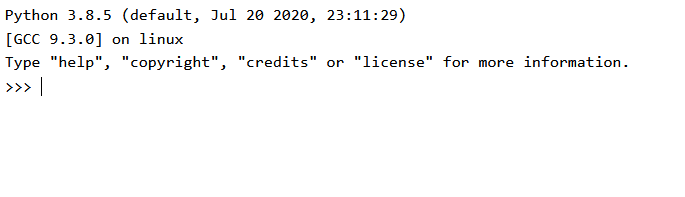 Python 3.8.5 (default, Jul 20 2020, 23:11:29)
[GCC 9.3.0] on linux
Type "help", "copyright", "credits" or "license" for more information.
>>>